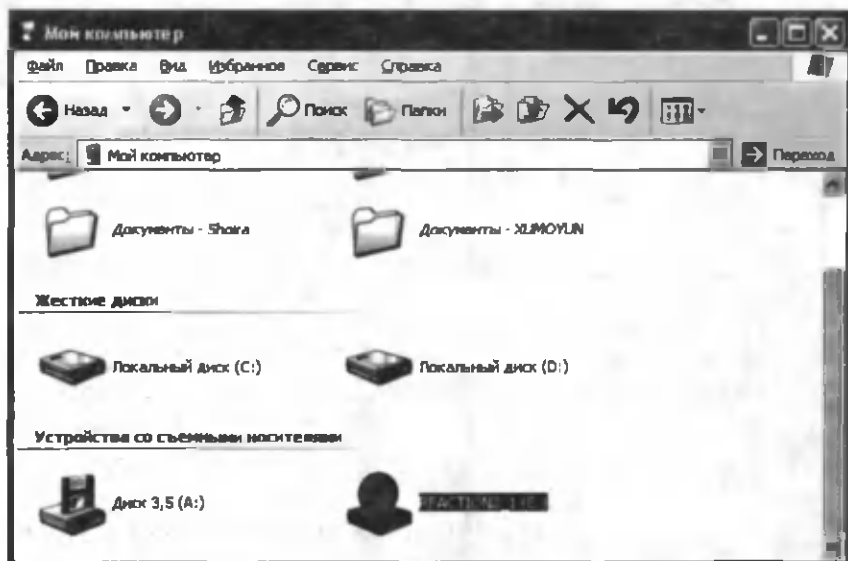 Мой компьютер
Файл Правка Вид Избранное Сервис Справка
Назад Поиск Папки
Адрес: Мой компьютер Переход
Документы - Shoira Документы - XUMOYUN
Жесткие диски
Локальный диск (C:) Локальный диск (D:)
Устройства со съемными носителями
Диск 3,5 (A:)